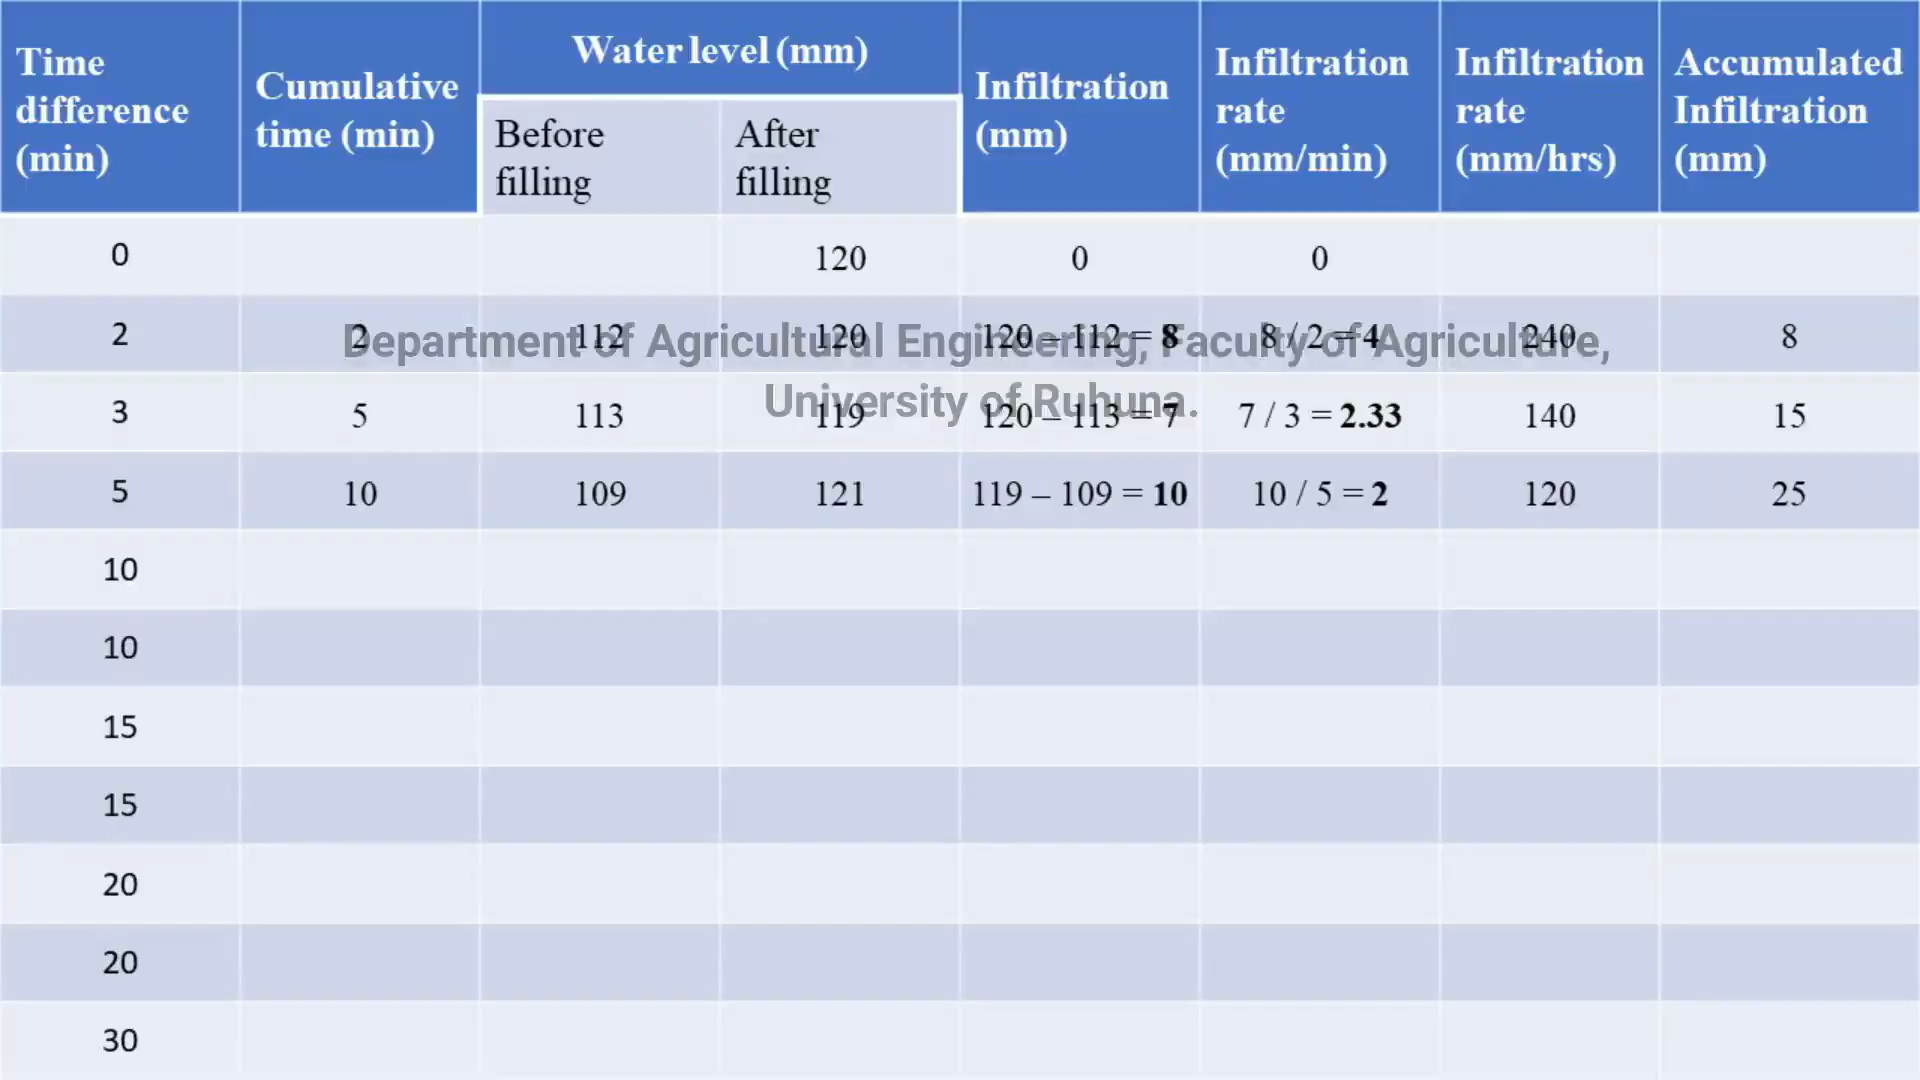 Time difference (min) Cumulative time (min) Water level (mm) Infiltration (mm) Infiltration rate (mm/min) Infiltration rate (mm/hrs) Accumulated Infiltration (mm)
Before filling After filling
0 120 0 0
2 2 112 120 120 – 112 = 8 8 / 2 = 4 240 8
Department of Agricultural Engineering, Faculty of Agriculture,
University of Ruhuna.
3 5 113 119 120 – 113 = 7 7 / 3 = 2.33 140 15
5 10 109 121 119 – 109 = 10 10 / 5 = 2 120 25
10
10
15
15
20
20
30